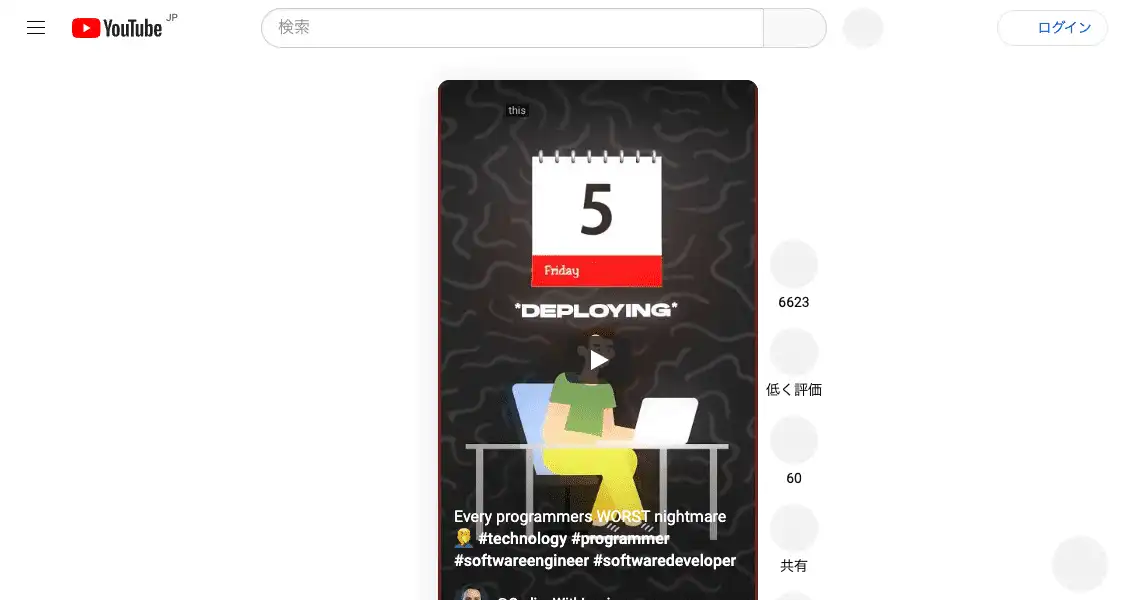 YouTube JP
検索
ログイン
this
5
Friday
*DEPLOYING*
6623
低く評価
60
Every programmers WORST nightmare
🤦‍♂️ #technology #programmer
#softwareengineer #softwaredeveloper
共有